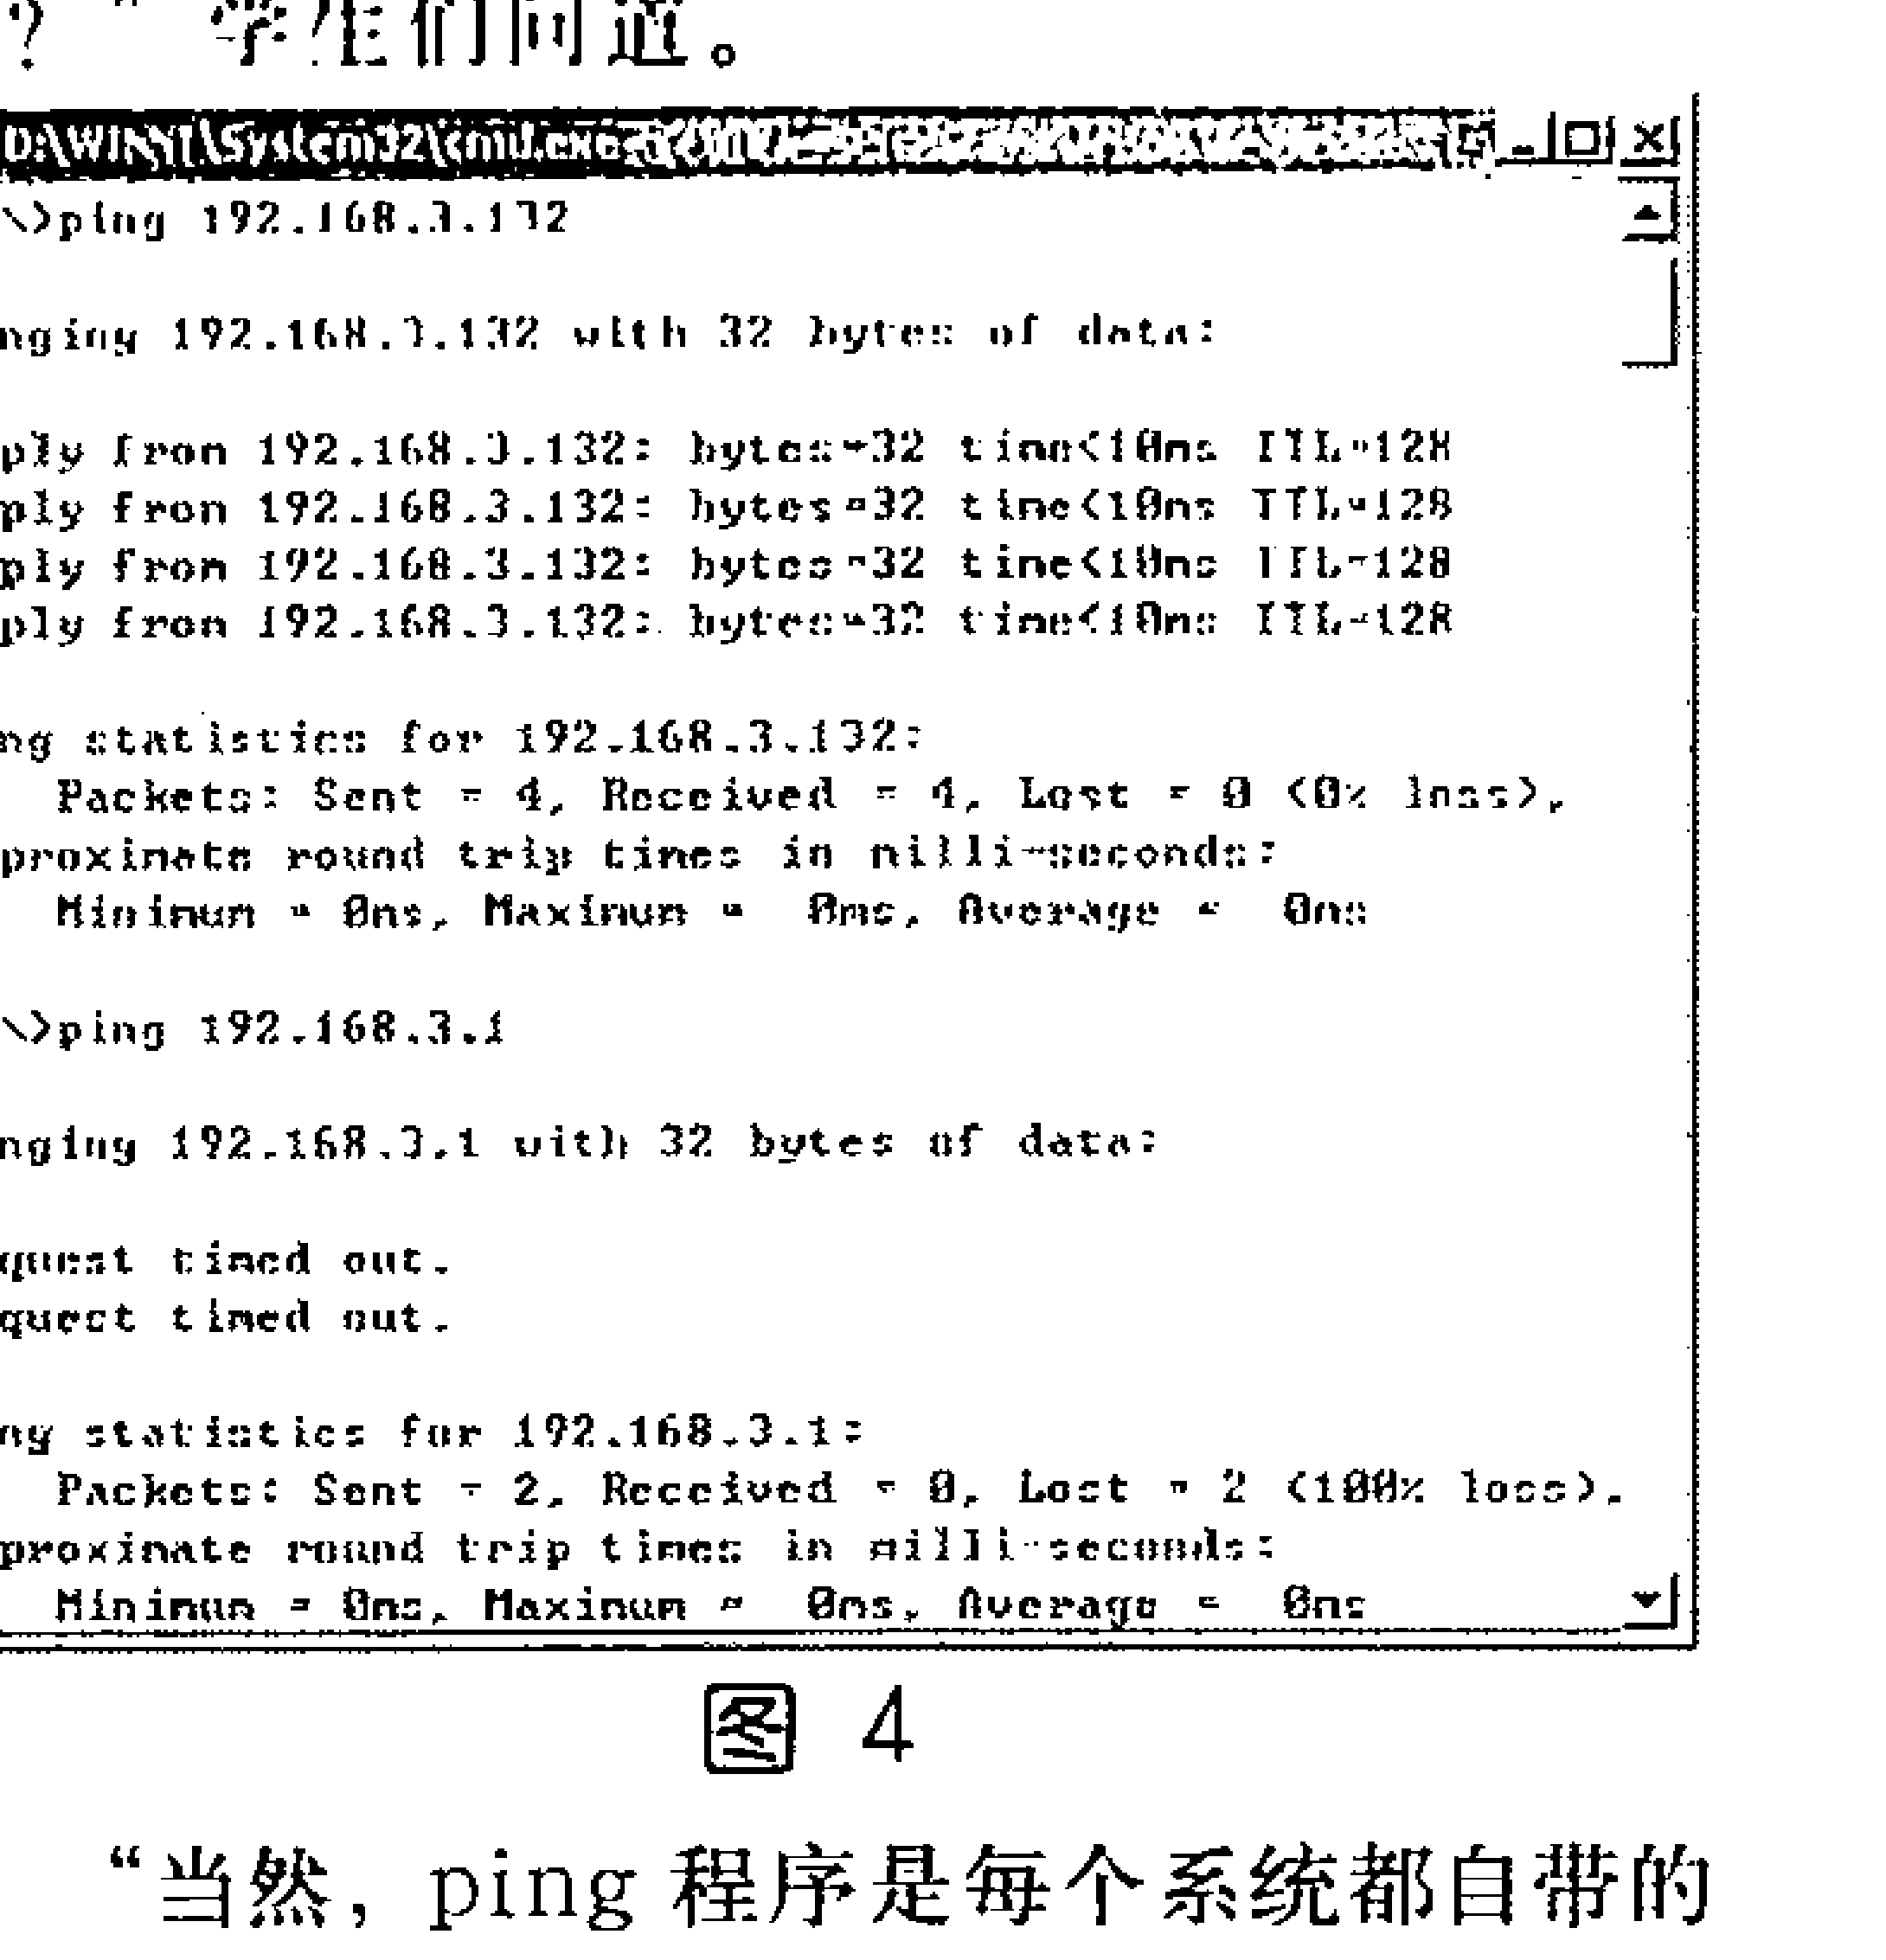 ？”学生们问道。
D:\WINNT\System32\cmd.exe
\>ping 192.168.3.132
nging 192.168.3.132 with 32 bytes of data:
ply from 192.168.3.132: bytes=32 time<10ms TTL=128
ply from 192.168.3.132: bytes=32 time<10ms TTL=128
ply from 192.168.3.132: bytes=32 time<10ms TTL=128
ply from 192.168.3.132: bytes=32 time<10ms TTL=128
ng statistics for 192.168.3.132:
Packets: Sent = 4, Received = 4, Lost = 0 (0% loss),
proximate round trip times in milli-seconds:
Minimum = 0ms, Maximum = 0ms, Average = 0ms
\>ping 192.168.3.1
nging 192.168.3.1 with 32 bytes of data:
quest timed out.
quest timed out.
ng statistics for 192.168.3.1:
Packets: Sent = 2, Received = 0, Lost = 2 (100% loss),
proximate round trip times in milli-seconds:
Minimum = 0ms, Maximum = 0ms, Average = 0ms
图 4
“当然，ping 程序是每个系统都自带的